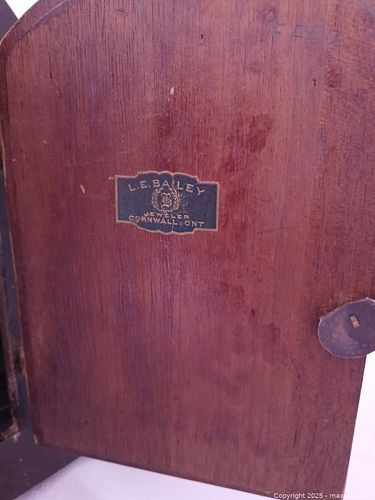 L.E. BAILEY
B
JEWELER
CORNWALL, ONT
Copyright 2025 - max